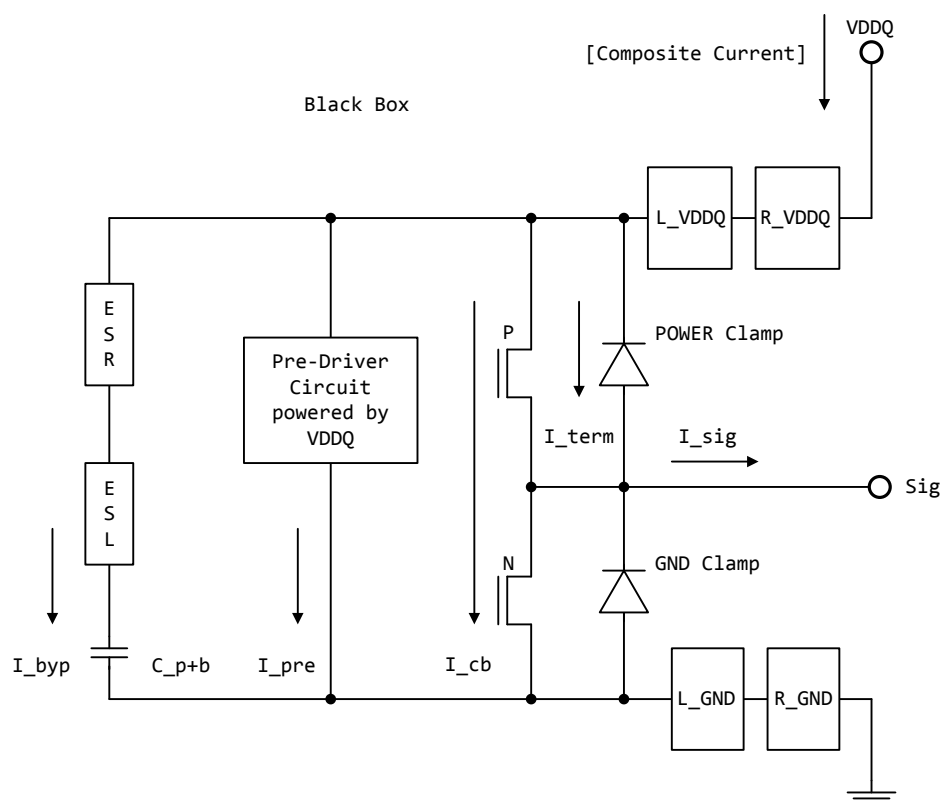 VDDQ
[Composite Current]
Black Box
L_VDDQ
R_VDDQ
E
S
R
P
POWER Clamp
Pre-Driver
Circuit
powered by
VDDQ
I_term
I_sig
E
S
L
Sig
N
GND Clamp
I_byp
C_p+b
I_pre
I_cb
L_GND
R_GND